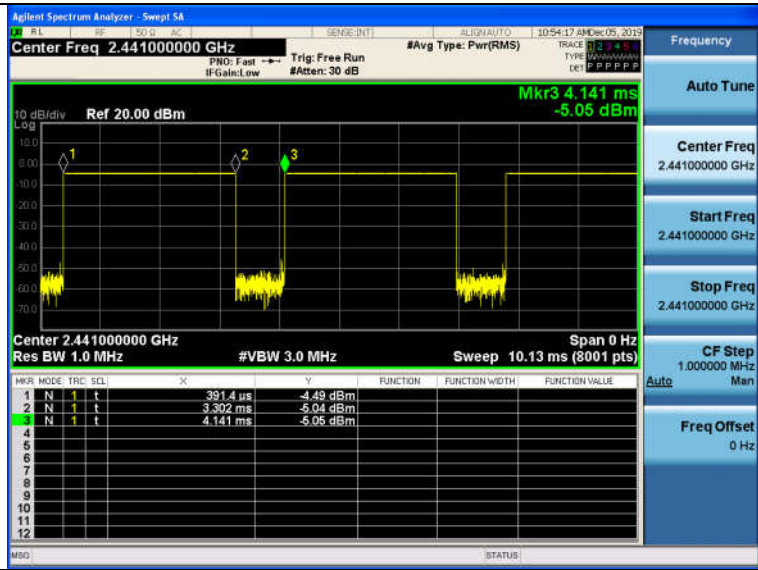 Agilent Spectrum Analyzer - Swept SA
RL RF 50 Ω AC SENSE:INT ALIGNAUTO 10:54:17 AMDec 05, 2019
Center Freq 2.441000000 GHz #Avg Type: Pwr(RMS) TRACE 1 2 3 4 5 6
PNO: Fast Trig: Free Run TYPE
IFGain:Low #Atten: 30 dB DET P P P P P P
Mkr3 4.141 ms
10 dB/div Ref 20.00 dBm -5.05 dBm
Log
10.0
0.00
-10.0
-20.0
-30.0
-40.0
-50.0
-60.0
-70.0
1 2 3
Center 2.441000000 GHz Span 0 Hz
Res BW 1.0 MHz #VBW 3.0 MHz Sweep 10.13 ms (8001 pts)
MKR MODE TRC SCL X Y FUNCTION FUNCTION WIDTH FUNCTION VALUE
1 N 1 t 391.4 µs -4.49 dBm
2 N 1 t 3.302 ms -5.04 dBm
3 N 1 t 4.141 ms -5.05 dBm
4
5
6
7
8
9
10
11
12
MSG STATUS
Frequency
Auto Tune
Center Freq
2.441000000 GHz
Start Freq
2.441000000 GHz
Stop Freq
2.441000000 GHz
CF Step
1.000000 MHz
Auto Man
Freq Offset
0 Hz